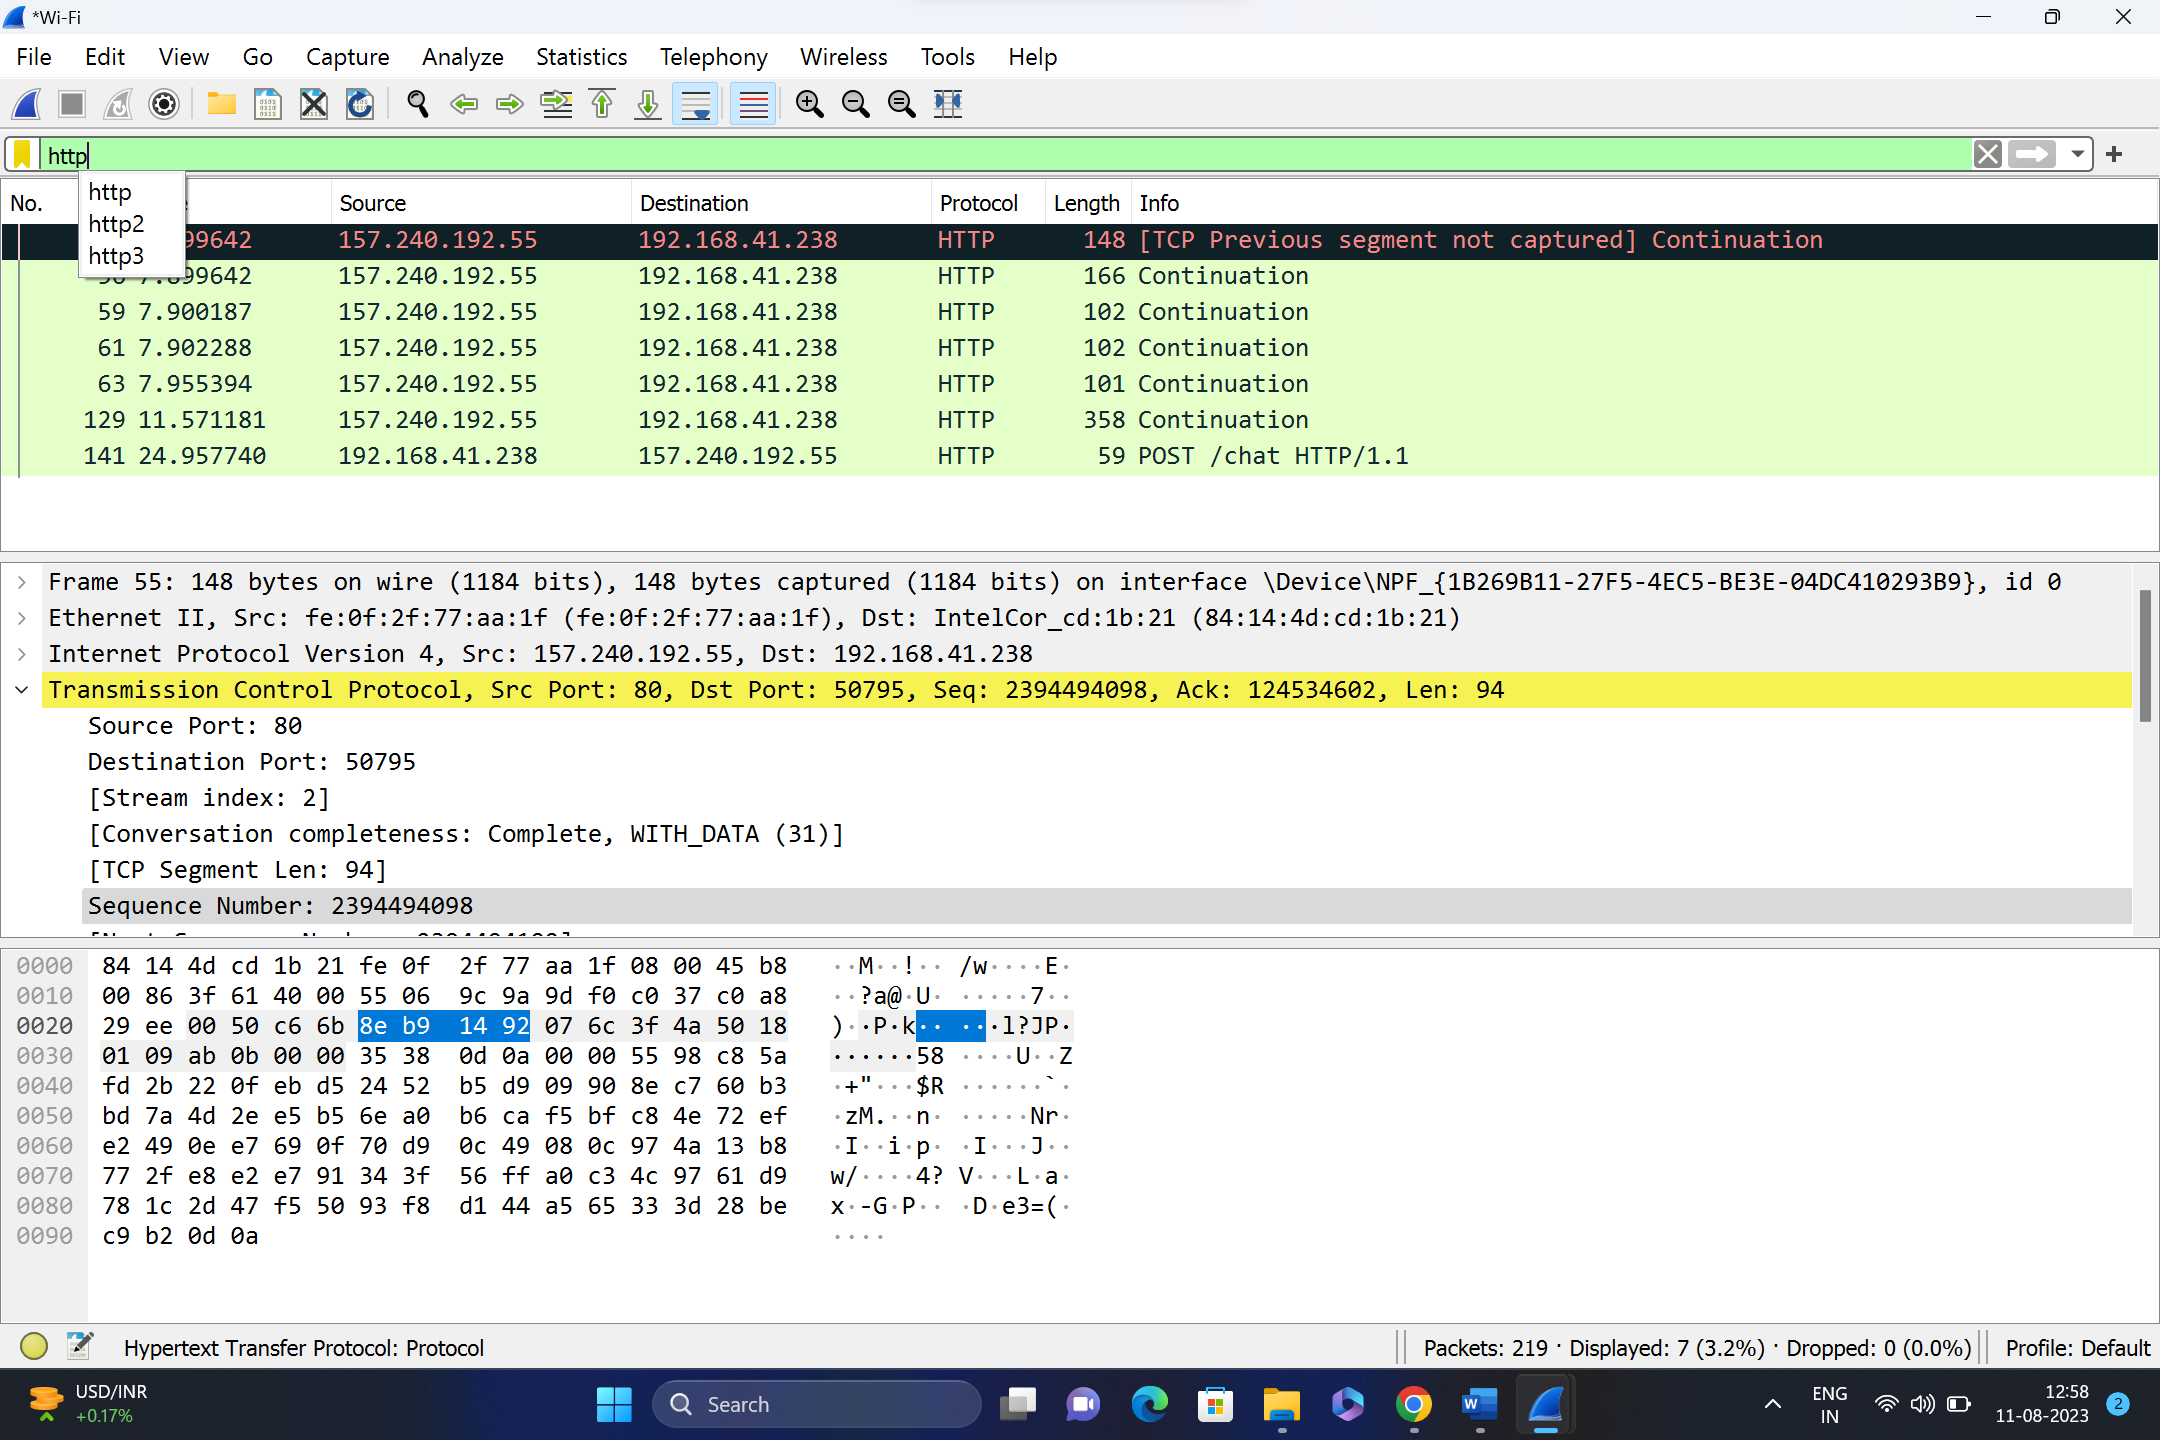 *Wi-Fi
File Edit View Go Capture Analyze Statistics Telephony Wireless Tools Help
http
http
http2
http3
No. Source Destination Protocol Length Info
99642 157.240.192.55 192.168.41.238 HTTP 148 [TCP Previous segment not captured] Continuation
7.899642 157.240.192.55 192.168.41.238 HTTP 166 Continuation
59 7.900187 157.240.192.55 192.168.41.238 HTTP 102 Continuation
61 7.902288 157.240.192.55 192.168.41.238 HTTP 102 Continuation
63 7.955394 157.240.192.55 192.168.41.238 HTTP 101 Continuation
129 11.571181 157.240.192.55 192.168.41.238 HTTP 358 Continuation
141 24.957740 192.168.41.238 157.240.192.55 HTTP 59 POST /chat HTTP/1.1
Frame 55: 148 bytes on wire (1184 bits), 148 bytes captured (1184 bits) on interface \Device\NPF_{1B269B11-27F5-4EC5-BE3E-04DC410293B9}, id 0
Ethernet II, Src: fe:0f:2f:77:aa:1f (fe:0f:2f:77:aa:1f), Dst: IntelCor_cd:1b:21 (84:14:4d:cd:1b:21)
Internet Protocol Version 4, Src: 157.240.192.55, Dst: 192.168.41.238
Transmission Control Protocol, Src Port: 80, Dst Port: 50795, Seq: 2394494098, Ack: 124534602, Len: 94
Source Port: 80
Destination Port: 50795
[Stream index: 2]
[Conversation completeness: Complete, WITH_DATA (31)]
[TCP Segment Len: 94]
Sequence Number: 2394494098
0000 84 14 4d cd 1b 21 fe 0f 2f 77 aa 1f 08 00 45 b8 ··M··!·· /w····E·
0010 00 86 3f 61 40 00 55 06 9c 9a 9d f0 c0 37 c0 a8 ··?a@·U· ·····7··
0020 29 ee 00 50 c6 6b 8e b9 14 92 07 6c 3f 4a 50 18 )··P·k·· ···l?JP·
0030 01 09 ab 0b 00 00 35 38 0d 0a 00 00 55 98 c8 5a ······58 ····U··Z
0040 fd 2b 22 0f eb d5 24 52 b5 d9 09 90 8e c7 60 b3 ·+"···$R ······`·
0050 bd 7a 4d 2e e5 b5 6e a0 b6 ca f5 bf c8 4e 72 ef ·zM.··n· ·····Nr·
0060 e2 49 0e e7 69 0f 70 d9 0c 49 08 0c 97 4a 13 b8 ·I··i·p· ·I···J··
0070 77 2f e8 e2 e7 91 34 3f 56 ff a0 c3 4c 97 61 d9 w/····4? V···L·a·
0080 78 1c 2d 47 f5 50 93 f8 d1 44 a5 65 33 3d 28 be x·-G·P·· ·D·e3=(·
0090 c9 b2 0d 0a ····
Hypertext Transfer Protocol: Protocol Packets: 219 · Displayed: 7 (3.2%) · Dropped: 0 (0.0%) Profile: Default
USD/INR
+0.17%
Search
ENG
IN
12:58
11-08-2023
2